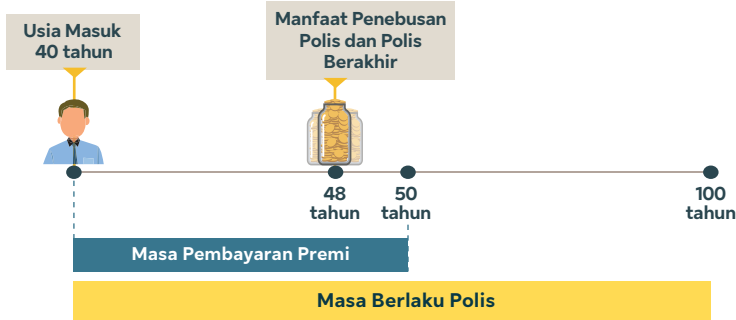 Usia Masuk
40 tahun
Manfaat Penebusan
Polis dan Polis
Berakhir
48
tahun
50
tahun
100
tahun
Masa Pembayaran Premi
Masa Berlaku Polis